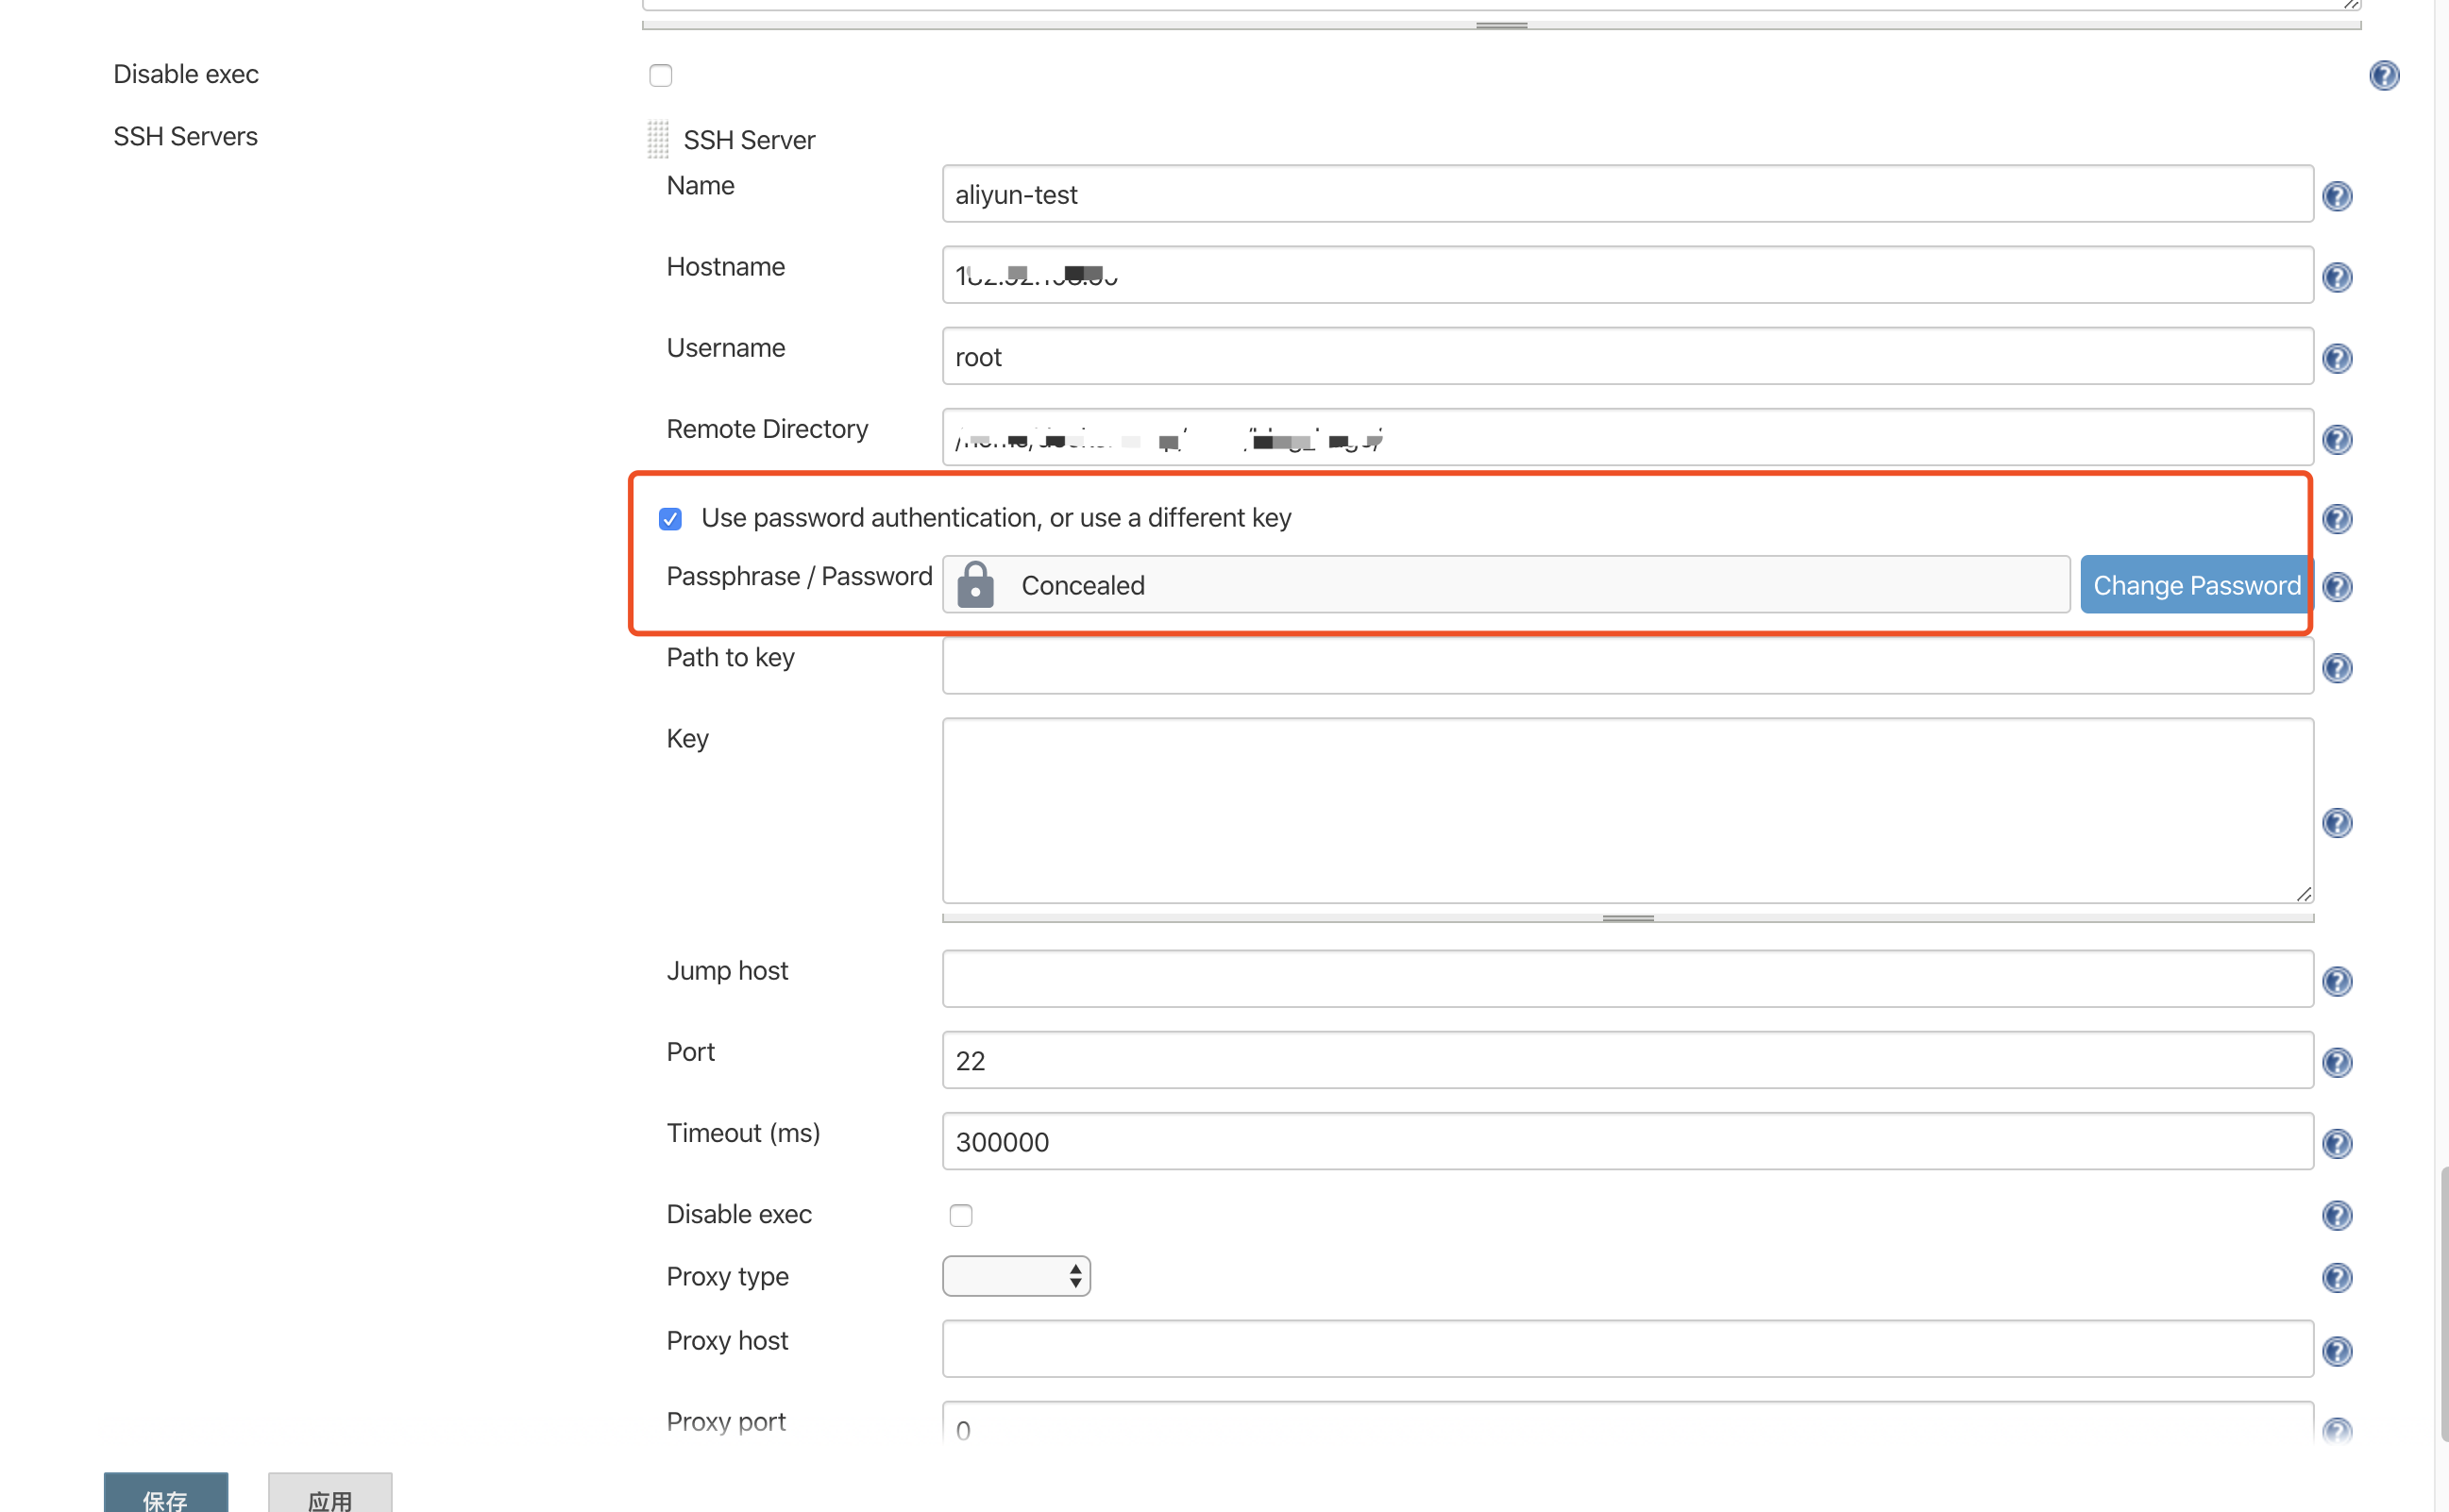 Disable exec
SSH Servers
SSH Server
Name
aliyun-test
Hostname
Username
root
Remote Directory
Use password authentication, or use a different key
Passphrase / Password
Concealed
Change Password
Path to key
Key
Jump host
Port
22
Timeout (ms)
300000
Disable exec
Proxy type
Proxy host
Proxy port
0
保存
应用